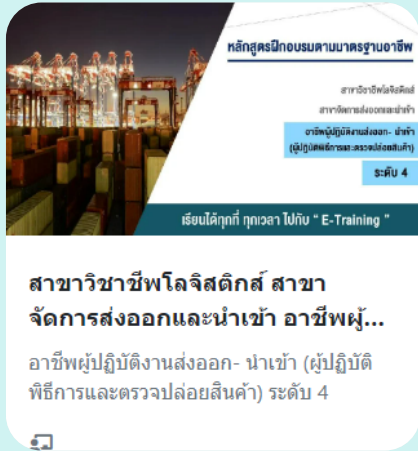 หลักสูตรฝึกอบรมตามมาตรฐานอาชีพ
สาขาวิชาชีพโลจิสติกส์
สาขาจัดการส่งออกและนำเข้า
อาชีพผู้ปฏิบัติงานส่งออก- นำเข้า
(ผู้ปฏิบัติพิธีการและตรวจปล่อยสินค้า)
ระดับ 4
เรียนได้ทุกที่ ทุกเวลา ไปกับ “ E-Training ”
สาขาวิชาชีพโลจิสติกส์ สาขา
จัดการส่งออกและนำเข้า อาชีพผู้...
อาชีพผู้ปฏิบัติงานส่งออก- นำเข้า (ผู้ปฏิบัติ
พิธีการและตรวจปล่อยสินค้า) ระดับ 4